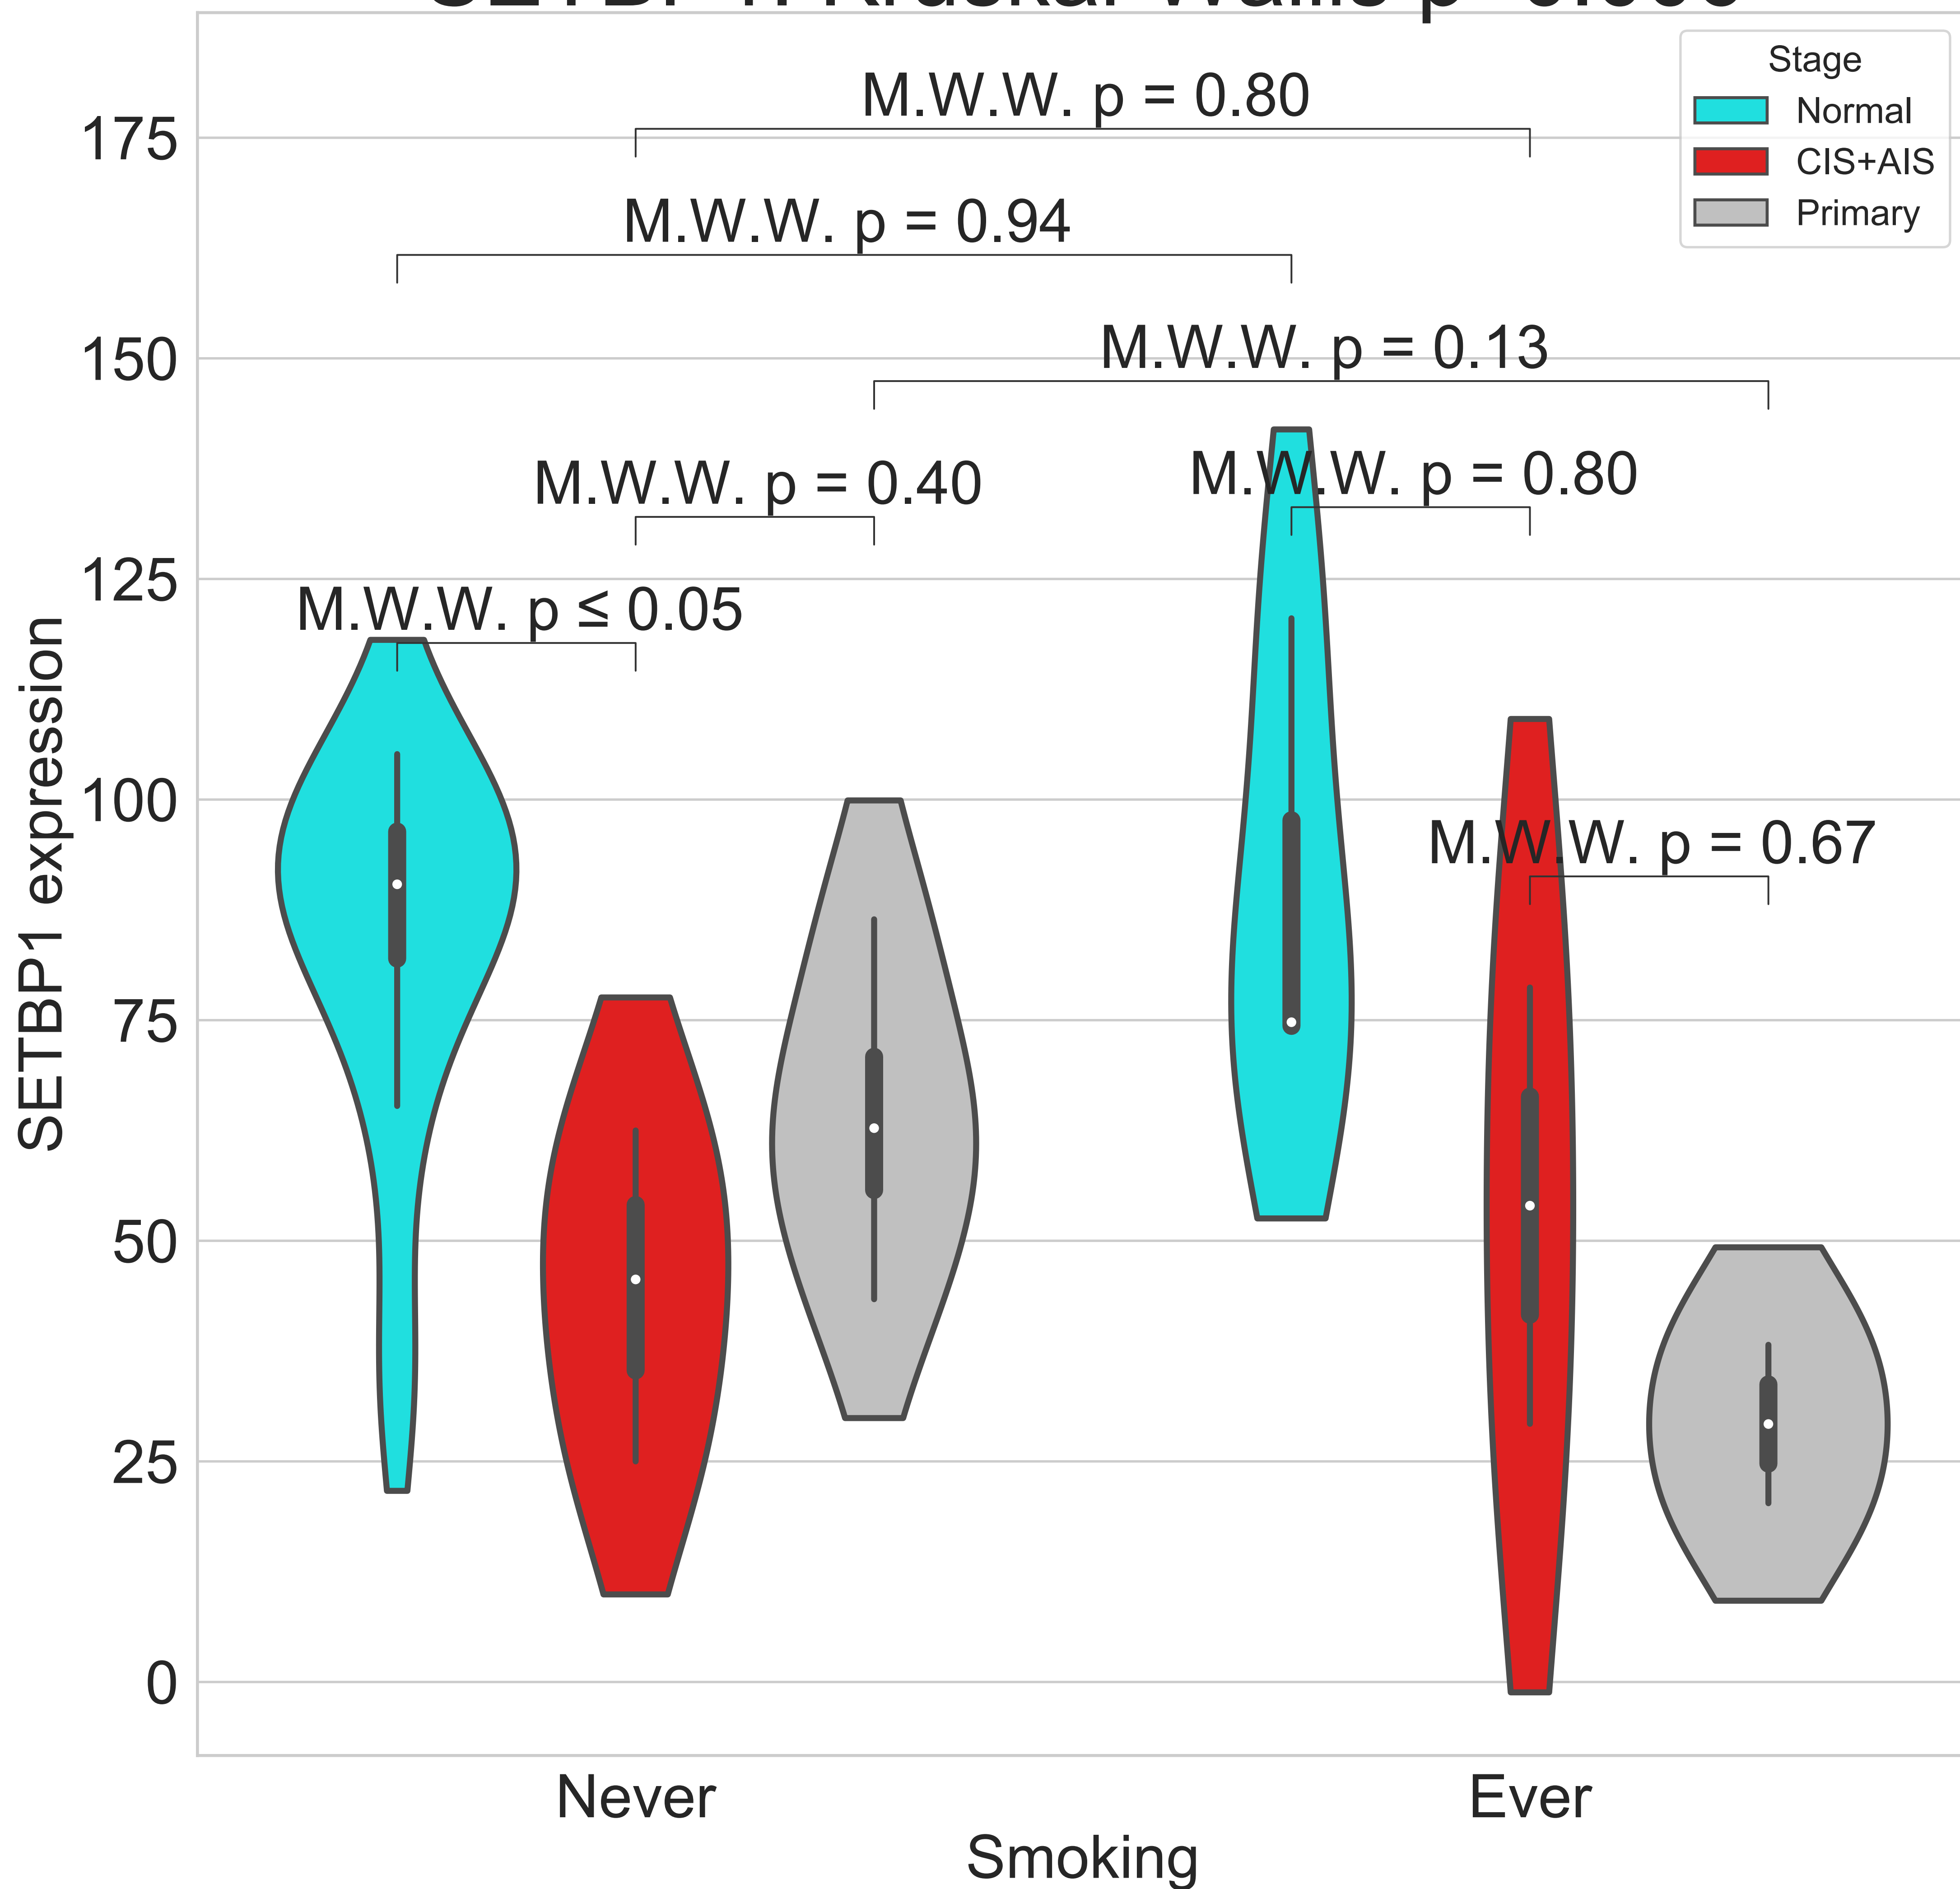 M.W.W. p = 0.80
M.W.W. p = 0.94
M.W.W. p = 0.13
M.W.W. p = 0.40
M.W.W. p = 0.80
M.W.W. p ≤ 0.05
M.W.W. p = 0.67
Stage
Normal
CIS+AIS
Primary
SETBP1 expression
175
150
125
100
75
50
25
0
Never
Ever
Smoking